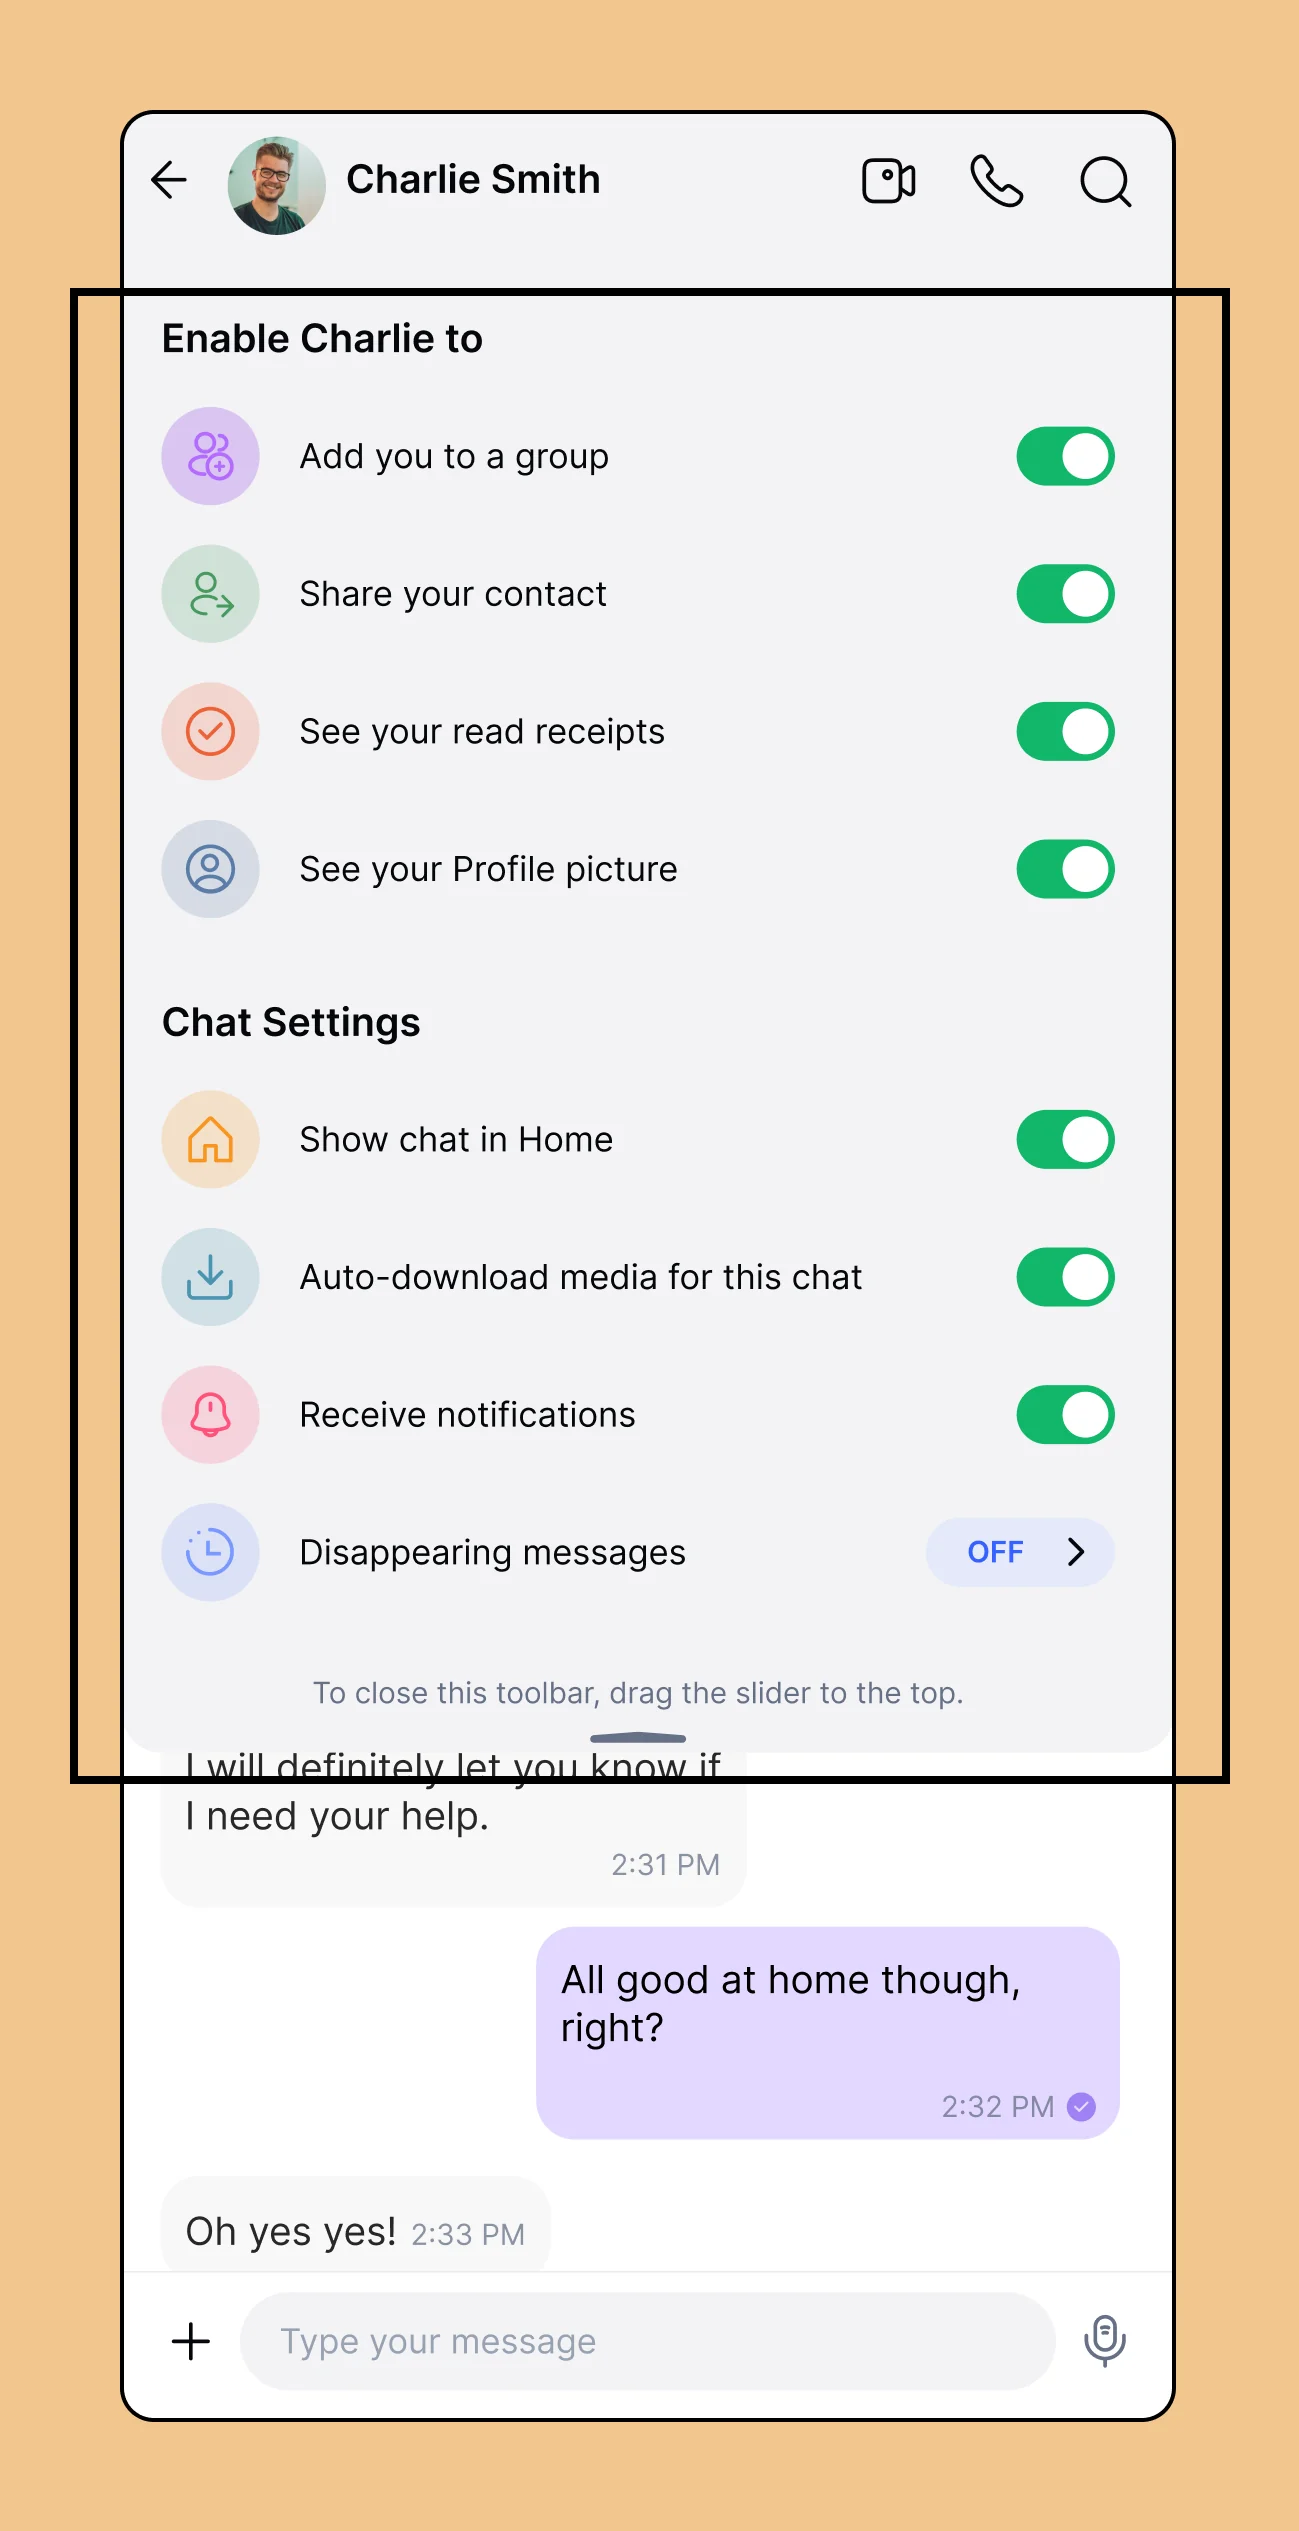 Charlie Smith
Enable Charlie to
Add you to a group
Share your contact
See your read receipts
See your Profile picture
Chat Settings
Show chat in Home
Auto-download media for this chat
Receive notifications
Disappearing messages
OFF
To close this toolbar, drag the slider to the top.
I will definitely let you know if
I need your help.
2:31 PM
All good at home though,
right?
2:32 PM
Oh yes yes! 2:33 PM
Type your message